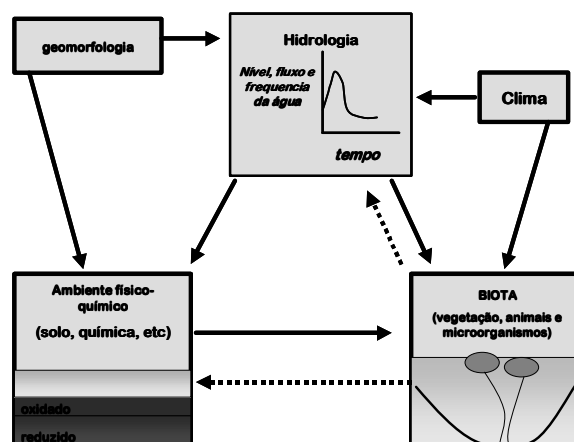 geomorfologia
Hidrologia
Nível, fluxo e
frequencia
da água
tempo
Clima
Ambiente físico-
químico
(solo, química, etc)
oxidado
reduzido
BIOTA
(vegetação, animais e
microorganismos)